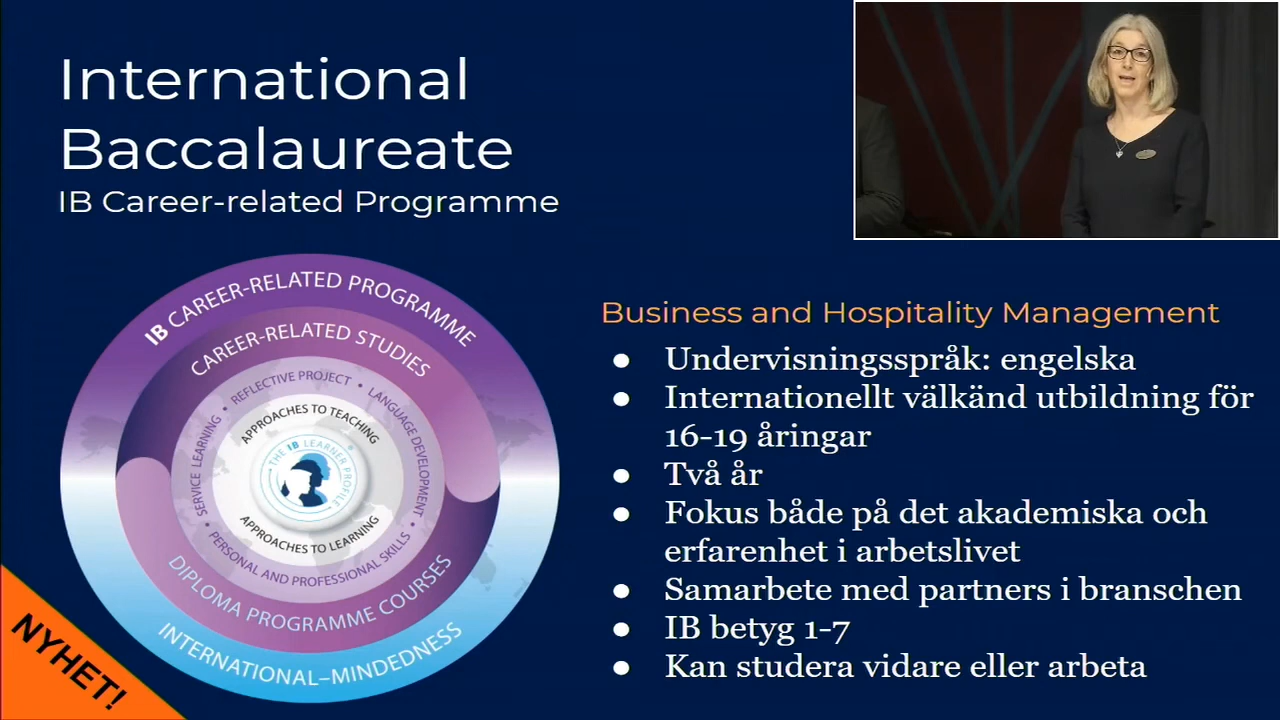 International
Baccalaureate
IB Career-related Programme
IB CAREER-RELATED PROGRAMME
CAREER-RELATED STUDIES
SERVICE LEARNING • REFLECTIVE PROJECT • LANGUAGE DEVELOPMENT •
PERSONAL AND PROFESSIONAL SKILLS •
APPROACHES TO TEACHING
THE IB LEARNER PROFILE
APPROACHES TO LEARNING
DIPLOMA PROGRAMME COURSES
INTERNATIONAL–MINDEDNESS
NYHET!
Business and Hospitality Management
● Undervisningsspråk: engelska
● Internationellt välkänd utbildning för
16-19 åringar
● Två år
● Fokus både på det akademiska och
erfarenhet i arbetslivet
● Samarbete med partners i branschen
● IB betyg 1-7
● Kan studera vidare eller arbeta